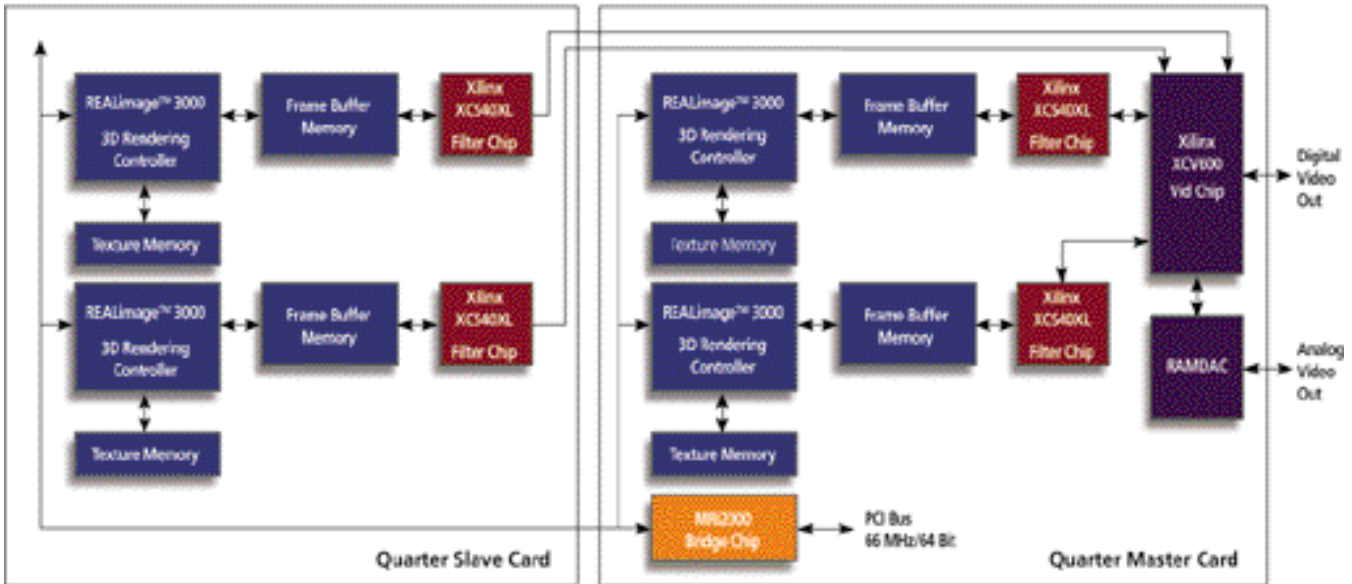 REALimage™ 3000
3D Rendering
Controller
Frame Buffer
Memory
Xilinx
XCS40XL
Filter Chip
Texture Memory
REALimage™ 3000
3D Rendering
Controller
Frame Buffer
Memory
Xilinx
XCS40XL
Filter Chip
Texture Memory
Quarter Slave Card
REALimage™ 3000
3D Rendering
Controller
Frame Buffer
Memory
Xilinx
XCS40XL
Filter Chip
Xilinx
XCV600
Vid Chip
Digital
Video
Out
Texture Memory
REALimage™ 3000
3D Rendering
Controller
Frame Buffer
Memory
Xilinx
XCS40XL
Filter Chip
RAMDAC
Analog
Video
Out
Texture Memory
Bridge Chip
PCI Bus
66 MHz/64 Bit
Quarter Master Card